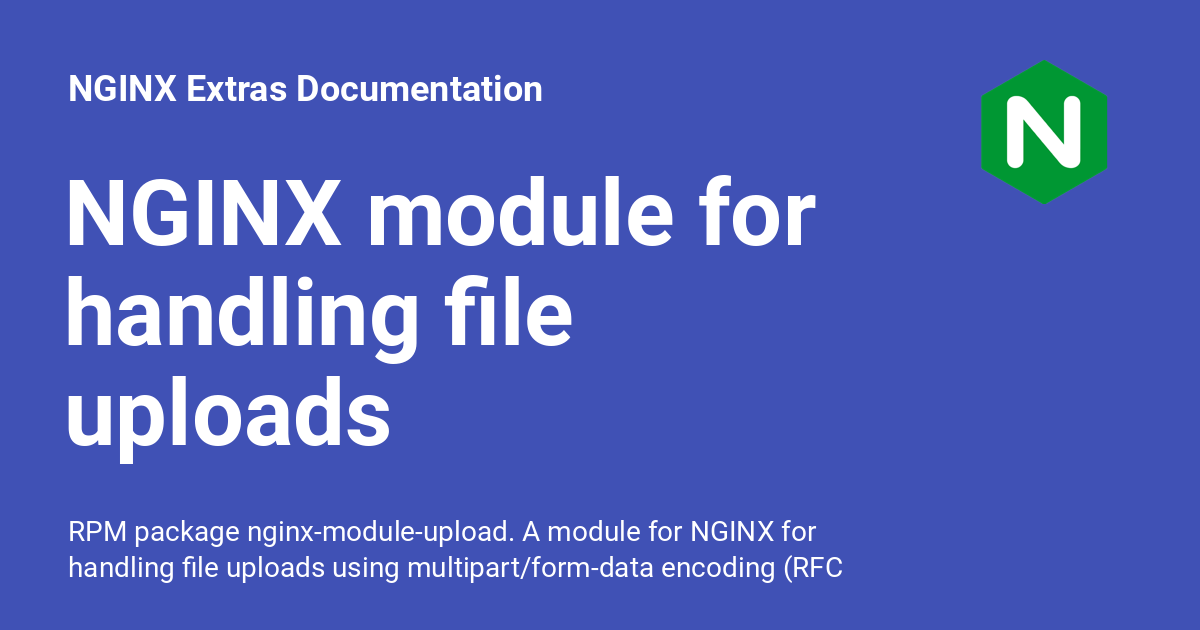 NGINX Extras Documentation
N
NGINX module for
handling file
uploads
RPM package nginx-module-upload. A module for NGINX for
handling file uploads using multipart/form-data encoding (RFC